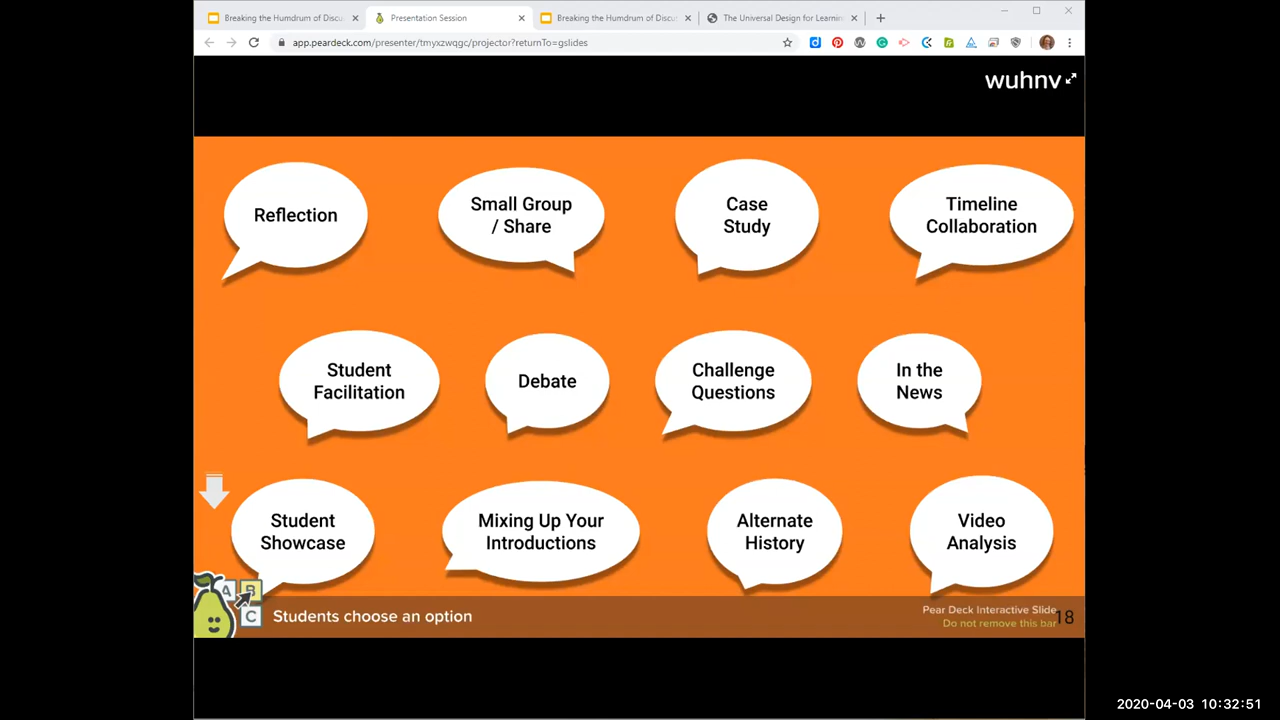 Breaking the Humdrum of Discu
Presentation Session
Breaking the Humdrum of Discu
The Universal Design for Learnin
app.peardeck.com/presenter/tmyxzwqgc/projector?returnTo=gslides
wuhnv
Reflection
Small Group
/ Share
Case
Study
Timeline
Collaboration
Student
Facilitation
Debate
Challenge
Questions
In the
News
Student
Showcase
Mixing Up Your
Introductions
Alternate
History
Video
Analysis
A
B
C
Students choose an option
Pear Deck Interactive Slide
Do not remove this bar
18
2020-04-03 10:32:51